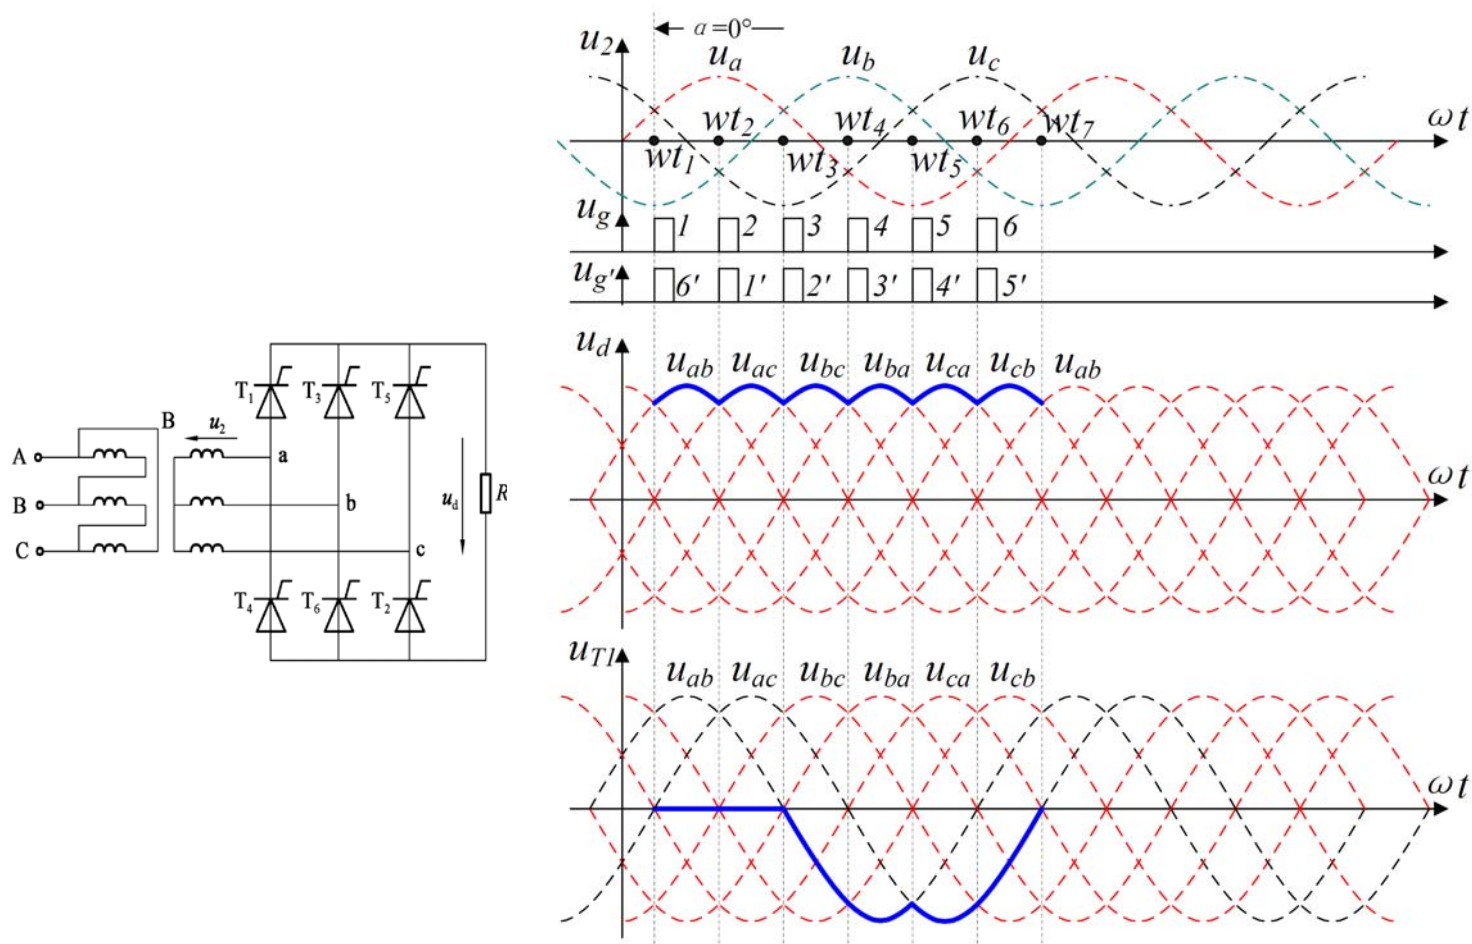 α=0°
u2
ua ub uc
wt2 wt4 wt6 wt7 ωt
wt1 wt3 wt5
ug 1 2 3 4 5 6
ug' 6' 1' 2' 3' 4' 5'
ud
uab uac ubc uba uca ucb uab
ωt
T1 T3 T5
B u2
A a
B b ud R
C c
T4 T6 T2
uT1
uab uac ubc uba uca ucb
ωt